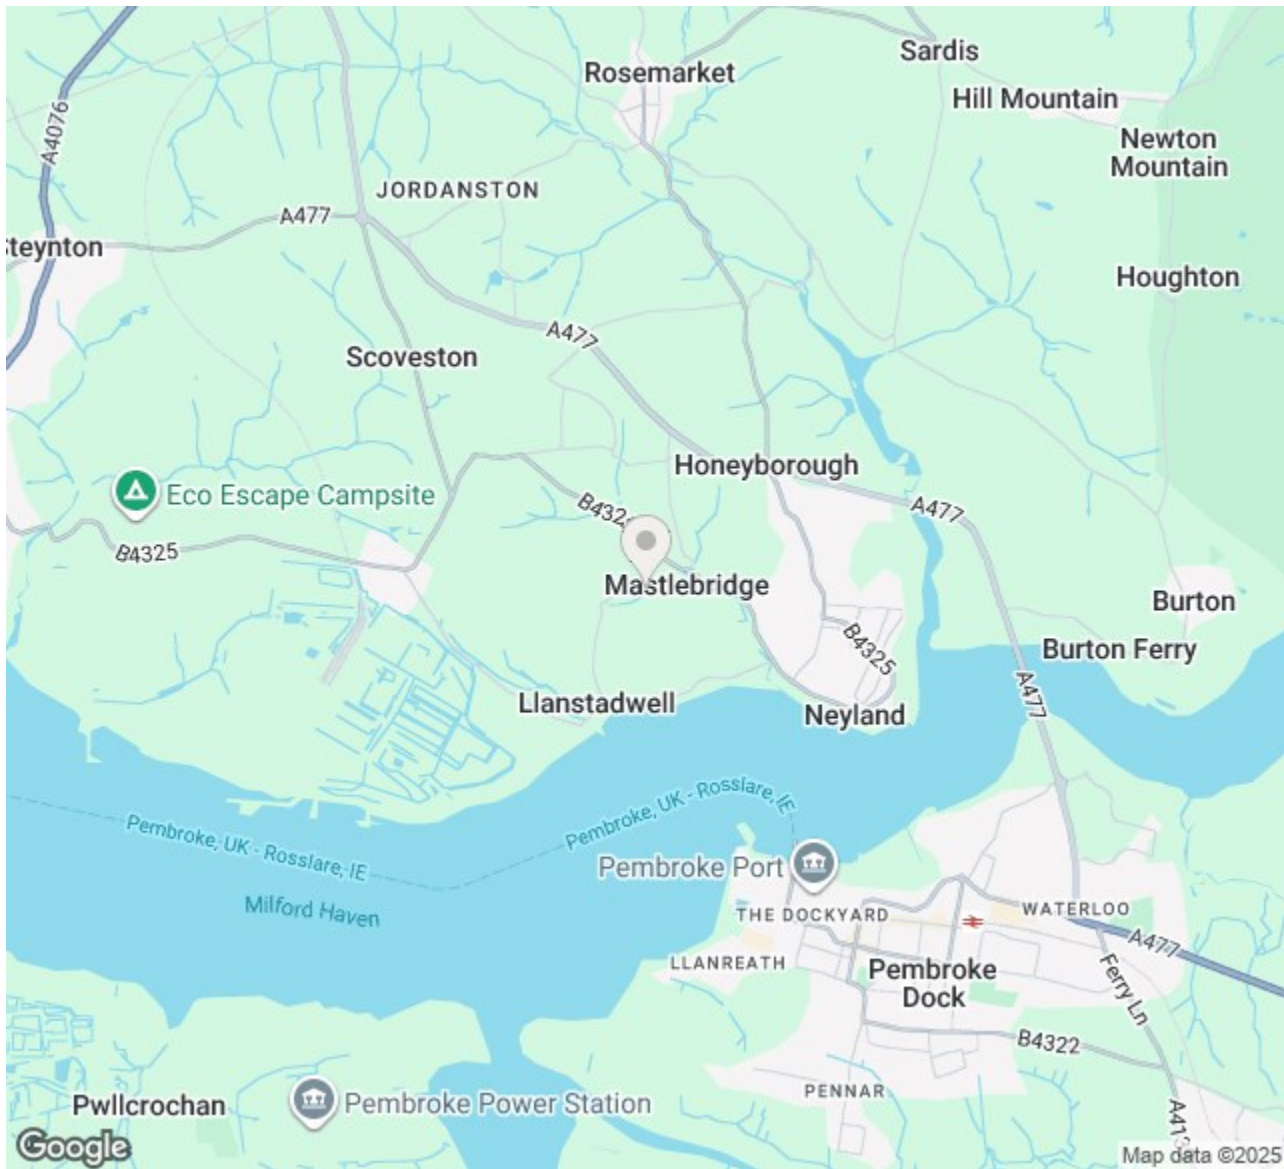 Sardis
Rosemarket
Hill Mountain
A4076
Newton
Mountain
JORDANSTON
A477
Steynton
Houghton
A477
Scoveston
Honeyborough
Eco Escape Campsite
A477
B4325
Mastlebridge
Burton
B4325
Burton Ferry
A477
Llanstadwell
Neyland
Pembroke, UK - Rosslare, IE
Pembroke, UK - Rosslare, IE
Pembroke Port
Milford Haven
THE DOCKYARD
WATERLOO
A477
LLANREATH
Pembroke
Dock
Ferry Ln
B4322
PENNAR
Pwllcrochan
Pembroke Power Station
Google
Map data ©2025